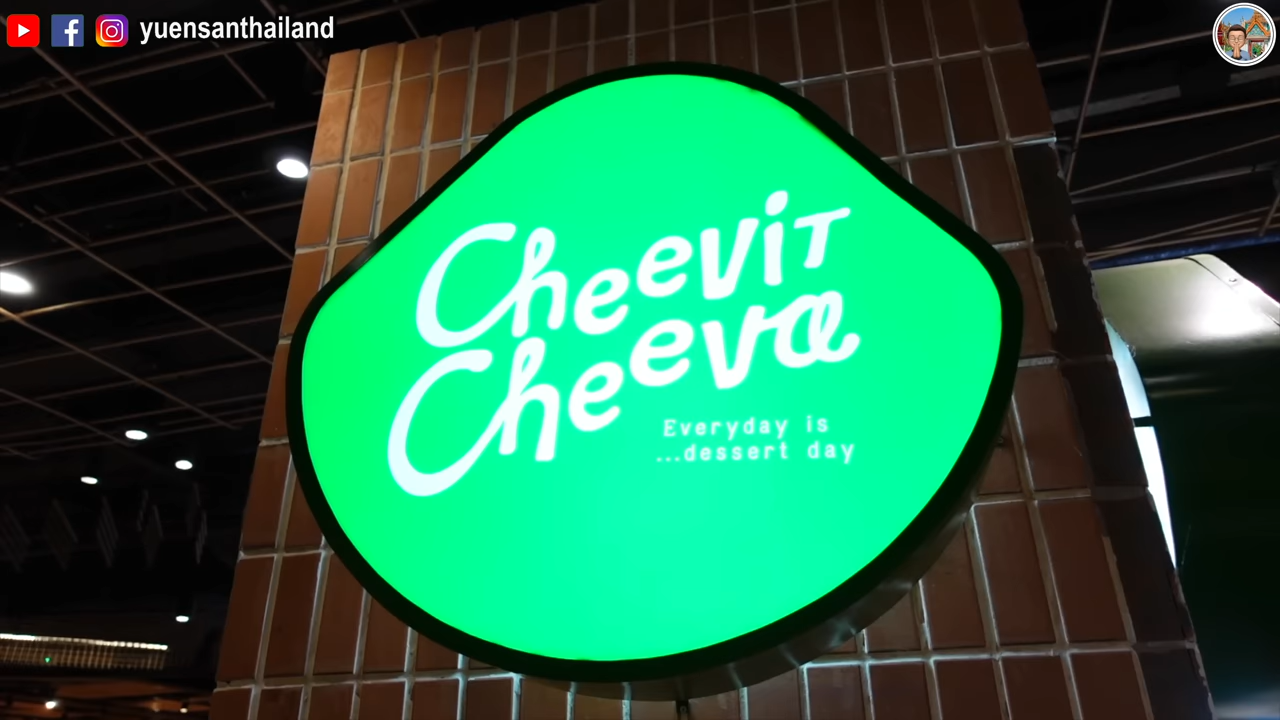 yuensanthailand
Cheevit
Cheeva
Everyday is
...dessert day